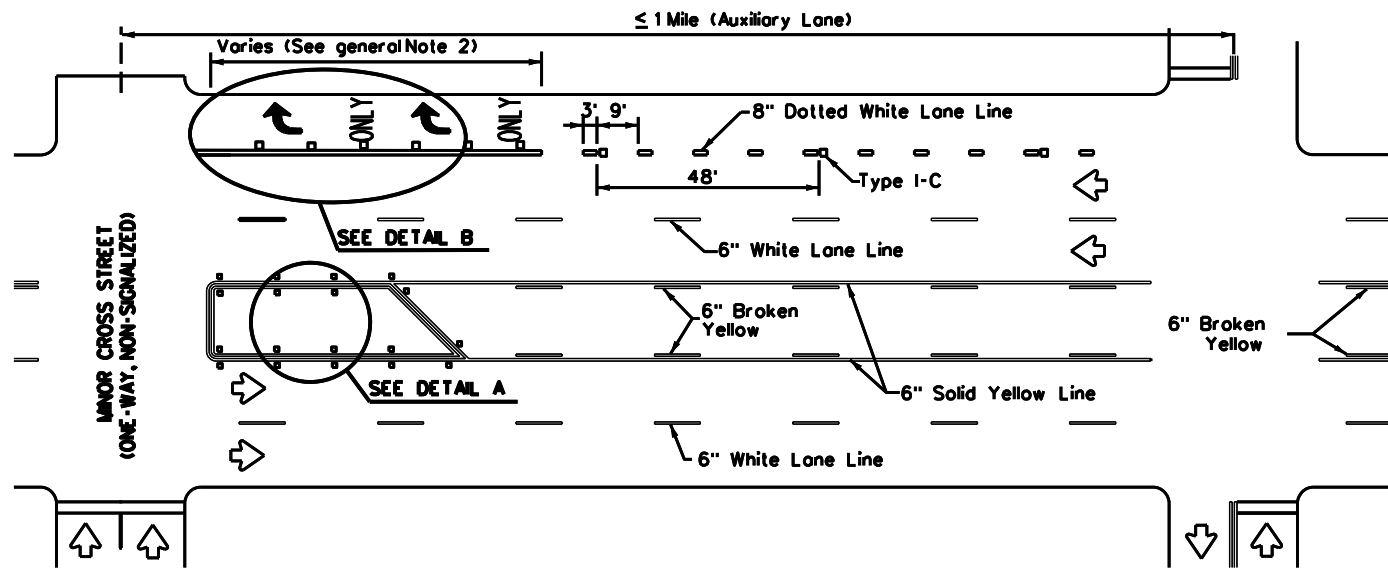 ≤ 1 Mile (Auxiliary Lane)
Varies (See general Note 2)
ONLY
ONLY
3' 9'
8" Dotted White Lane Line
48'
Type I-C
SEE DETAIL B
6" White Lane Line
MINOR CROSS STREET
(ONE-WAY, NON-SIGNALIZED)
6" Broken
Yellow
6" Broken
Yellow
SEE DETAIL A
6" Solid Yellow Line
6" White Lane Line